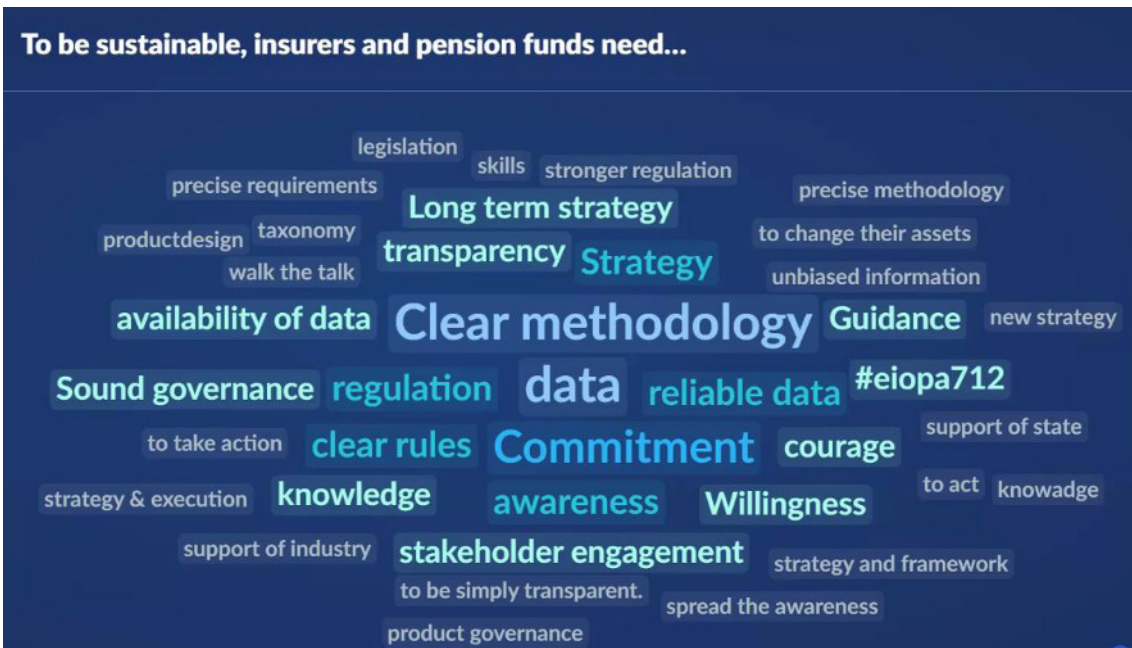 To be sustainable, insurers and pension funds need...
legislation
skills
stronger regulation
precise requirements
precise methodology
Long term strategy
productdesign
taxonomy
transparency
Strategy
to change their assets
walk the talk
unbiased information
availability of data
Clear methodology
Guidance
new strategy
Sound governance
regulation
data
reliable data
#eiopa712
to take action
clear rules
Commitment
courage
support of state
strategy & execution
knowledge
awareness
Willingness
to act
knowadge
support of industry
stakeholder engagement
strategy and framework
to be simply transparent.
spread the awareness
product governance